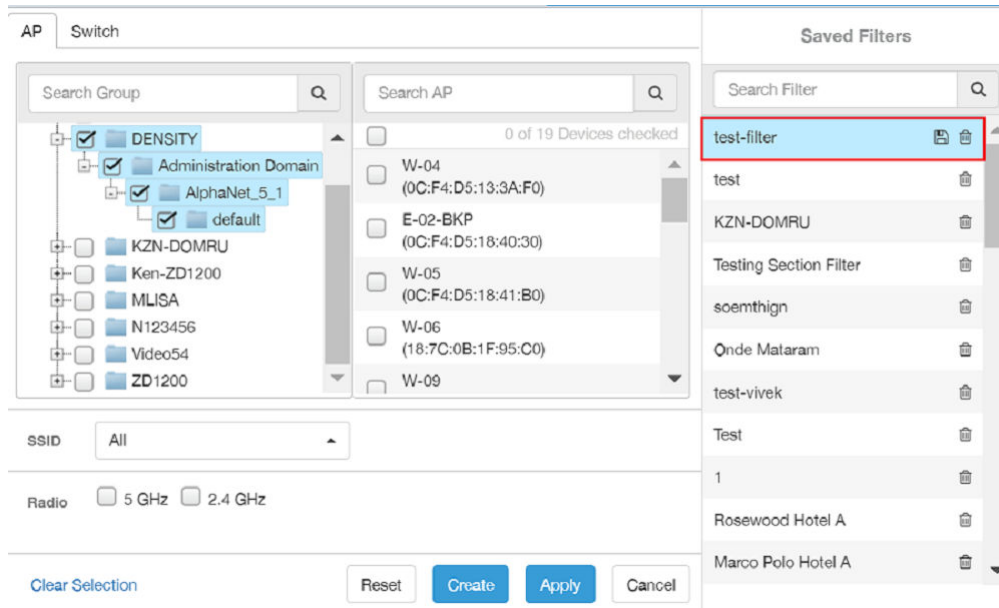 AP
Switch
Search Group
DENSITY
Administration Domain
AlphaNet_5_1
default
KZN-DOMRU
Ken-ZD1200
MLISA
N123456
Video54
ZD1200
Search AP
0 of 19 Devices checked
W-04
(0C:F4:D5:13:3A:F0)
E-02-BKP
(0C:F4:D5:18:40:30)
W-05
(0C:F4:D5:18:41:B0)
W-06
(18:7C:0B:1F:95:C0)
W-09
SSID
All
Radio
5 GHz
2.4 GHz
Clear Selection
Reset
Create
Apply
Cancel
Saved Filters
Search Filter
test-filter
test
KZN-DOMRU
Testing Section Filter
soemthign
Onde Mataram
test-vivek
Test
1
Rosewood Hotel A
Marco Polo Hotel A